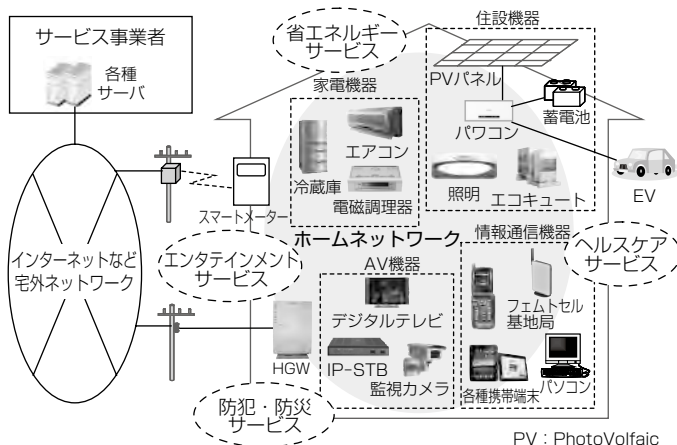 サービス事業者
各種
サーバ
省エネルギー
サービス
住設機器
PVパネル
家電機器
エアコン
冷蔵庫
電磁調理器
パワコン
蓄電池
照明
エコキュート
EV
スマートメーター
インターネットなど
宅外ネットワーク
エンタテインメント
サービス
ホームネットワーク
情報通信機器
ヘルスケア
サービス
AV機器
デジタルテレビ
フェムトセル
基地局
HGW
IP-STB
監視カメラ
各種携帯端末
パソコン
防犯・防災
サービス
PV : PhotoVolfaic